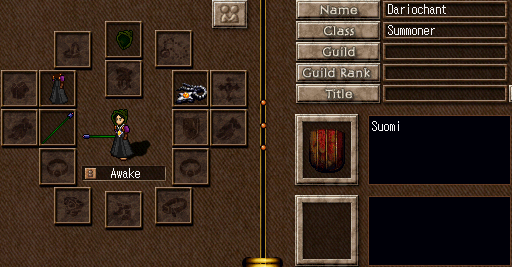 Name Dariochant
Class Summoner
Guild
Guild Rank
Title
Suomi
Awake